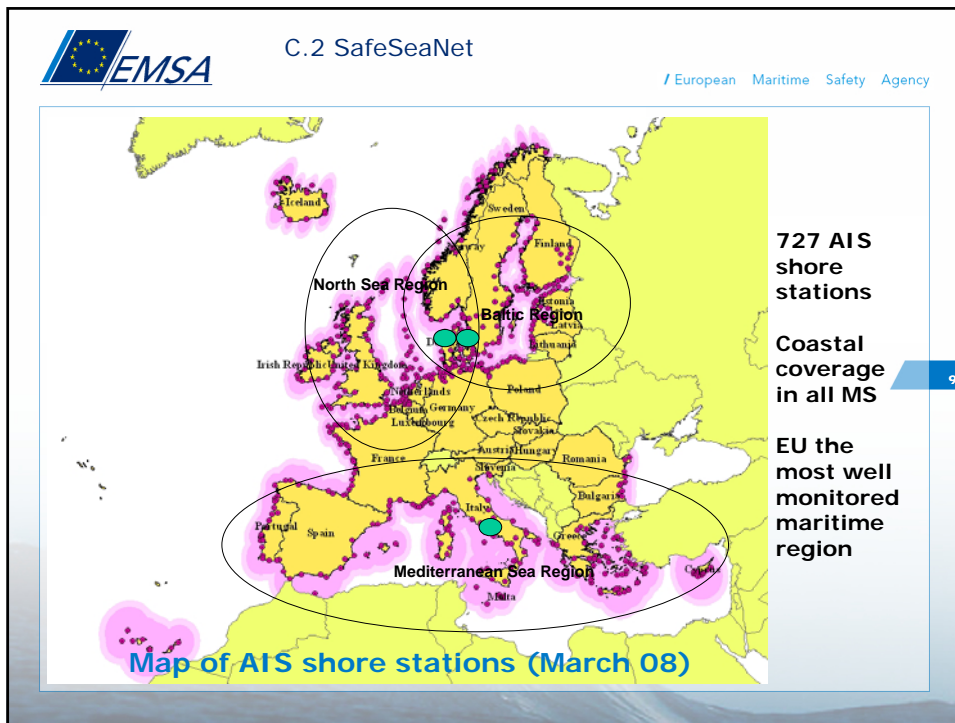 EMSA
C.2 SafeSeaNet
/ European Maritime Safety Agency
Iceland
Sweden
Finland
North Sea Region
Baltic Region
Estonia
Latvia
Lithuania
Irish Republic
United Kingdom
Netherlands
Poland
Belgium
Germany
Luxembourg
Czech Republic
Slovakia
Austria
Hungary
France
Slovenia
Romania
Italy
Bulgaria
Portugal
Spain
Greece
Mediterranean Sea Region
Cyprus
Malta
Map of AIS shore stations (March 08)
727 AIS
shore
stations
Coastal
coverage
in all MS
EU the
most well
monitored
maritime
region
9